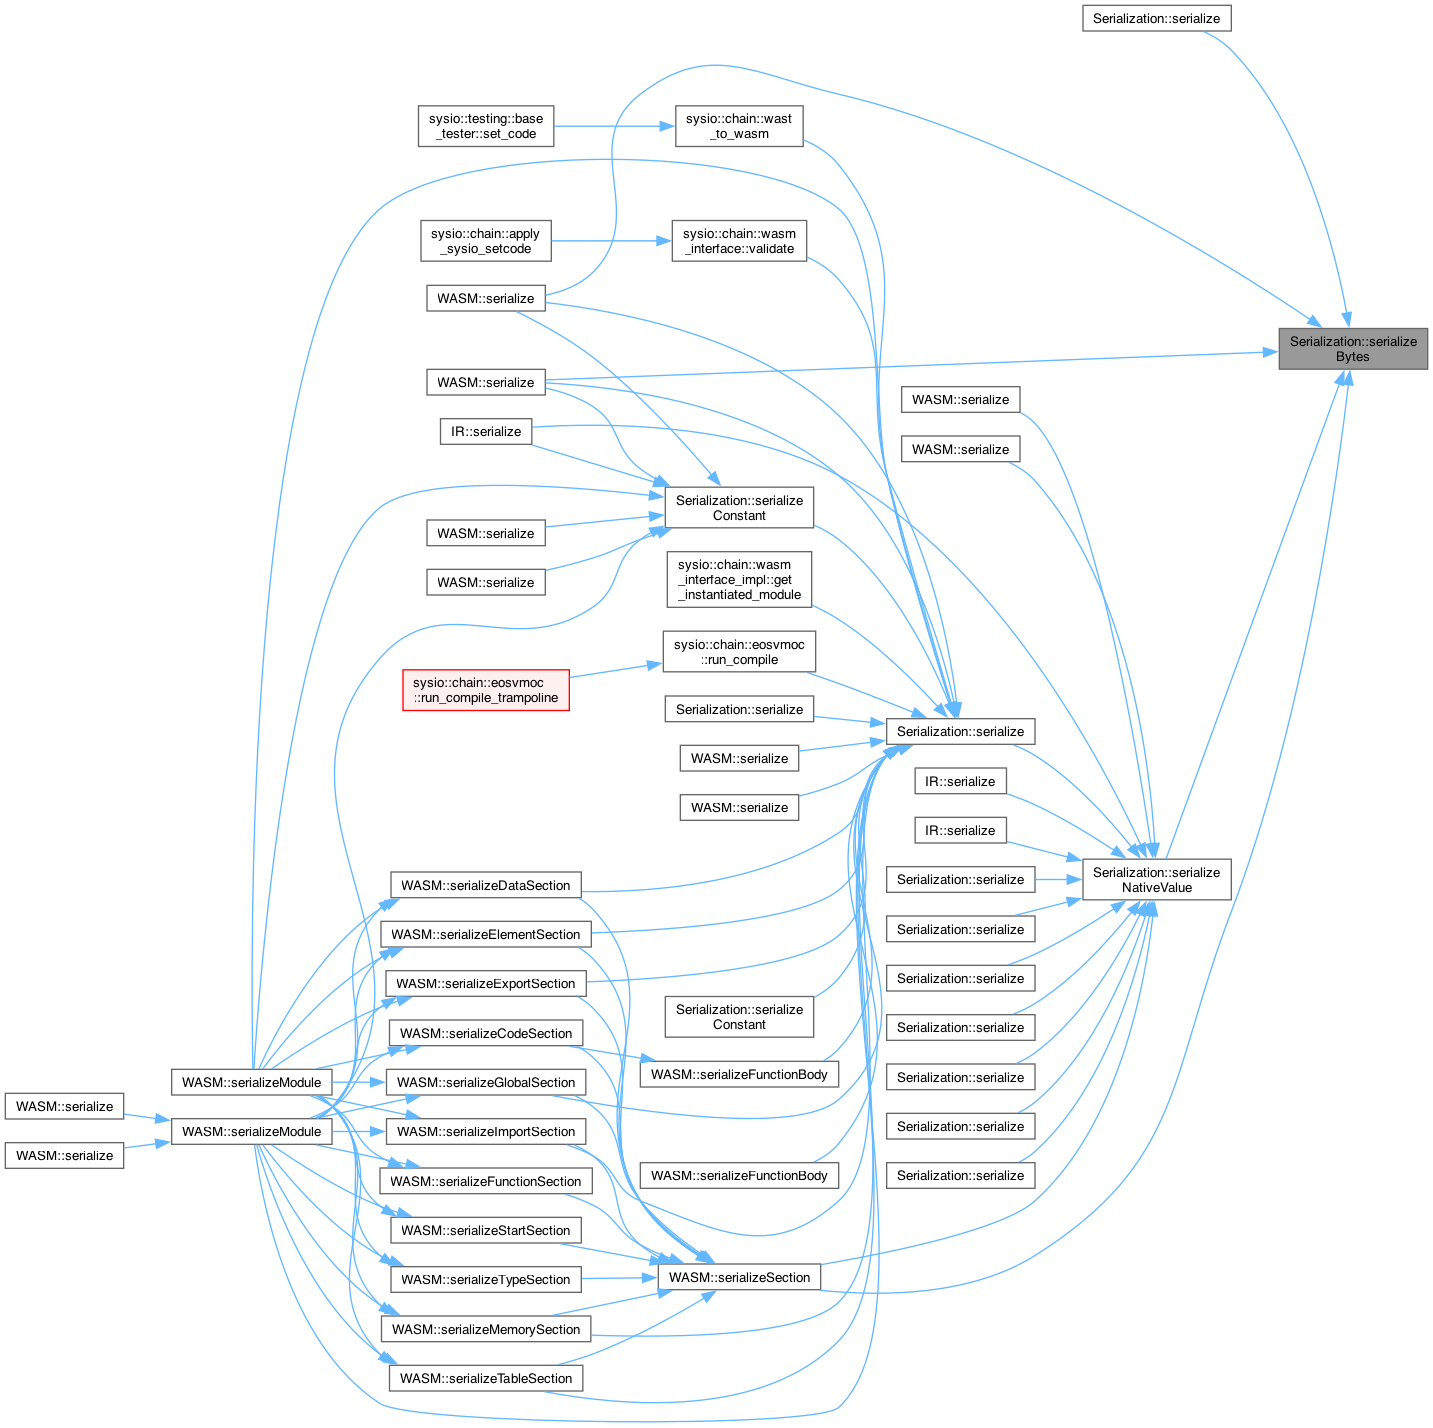 Serialization::serialize
sysio::testing::base
_tester::set_code
sysio::chain::wast
_to_wasm
sysio::chain::apply
_sysio_setcode
sysio::chain::wasm
_interface::validate
WASM::serialize
Serialization::serialize
Bytes
WASM::serialize
WASM::serialize
IR::serialize
WASM::serialize
Serialization::serialize
Constant
WASM::serialize
WASM::serialize
sysio::chain::wasm
_interface_impl::get
_instantiated_module
sysio::chain::eosvmoc
::run_compile
sysio::chain::eosvmoc
::run_compile_trampoline
Serialization::serialize
Serialization::serialize
WASM::serialize
WASM::serialize
IR::serialize
IR::serialize
Serialization::serialize
NativeValue
WASM::serializeDataSection
Serialization::serialize
WASM::serializeElementSection
Serialization::serialize
WASM::serializeExportSection
Serialization::serialize
Serialization::serialize
Constant
WASM::serializeCodeSection
Serialization::serialize
WASM::serializeModule
WASM::serializeGlobalSection
WASM::serializeFunctionBody
Serialization::serialize
WASM::serialize
WASM::serializeModule
WASM::serializeImportSection
Serialization::serialize
WASM::serialize
WASM::serializeFunctionSection
WASM::serializeFunctionBody
Serialization::serialize
WASM::serializeStartSection
WASM::serializeTypeSection
WASM::serializeSection
WASM::serializeMemorySection
WASM::serializeTableSection